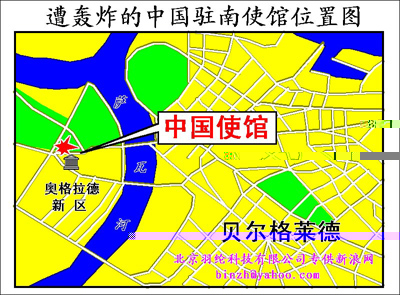 遭轰炸的中国驻南使馆位置图
萨
中国使馆
瓦
奥格拉德
新区
河
贝尔格莱德
北京羽纶科技有限公司专供新浪网
binzh@yahoo.com